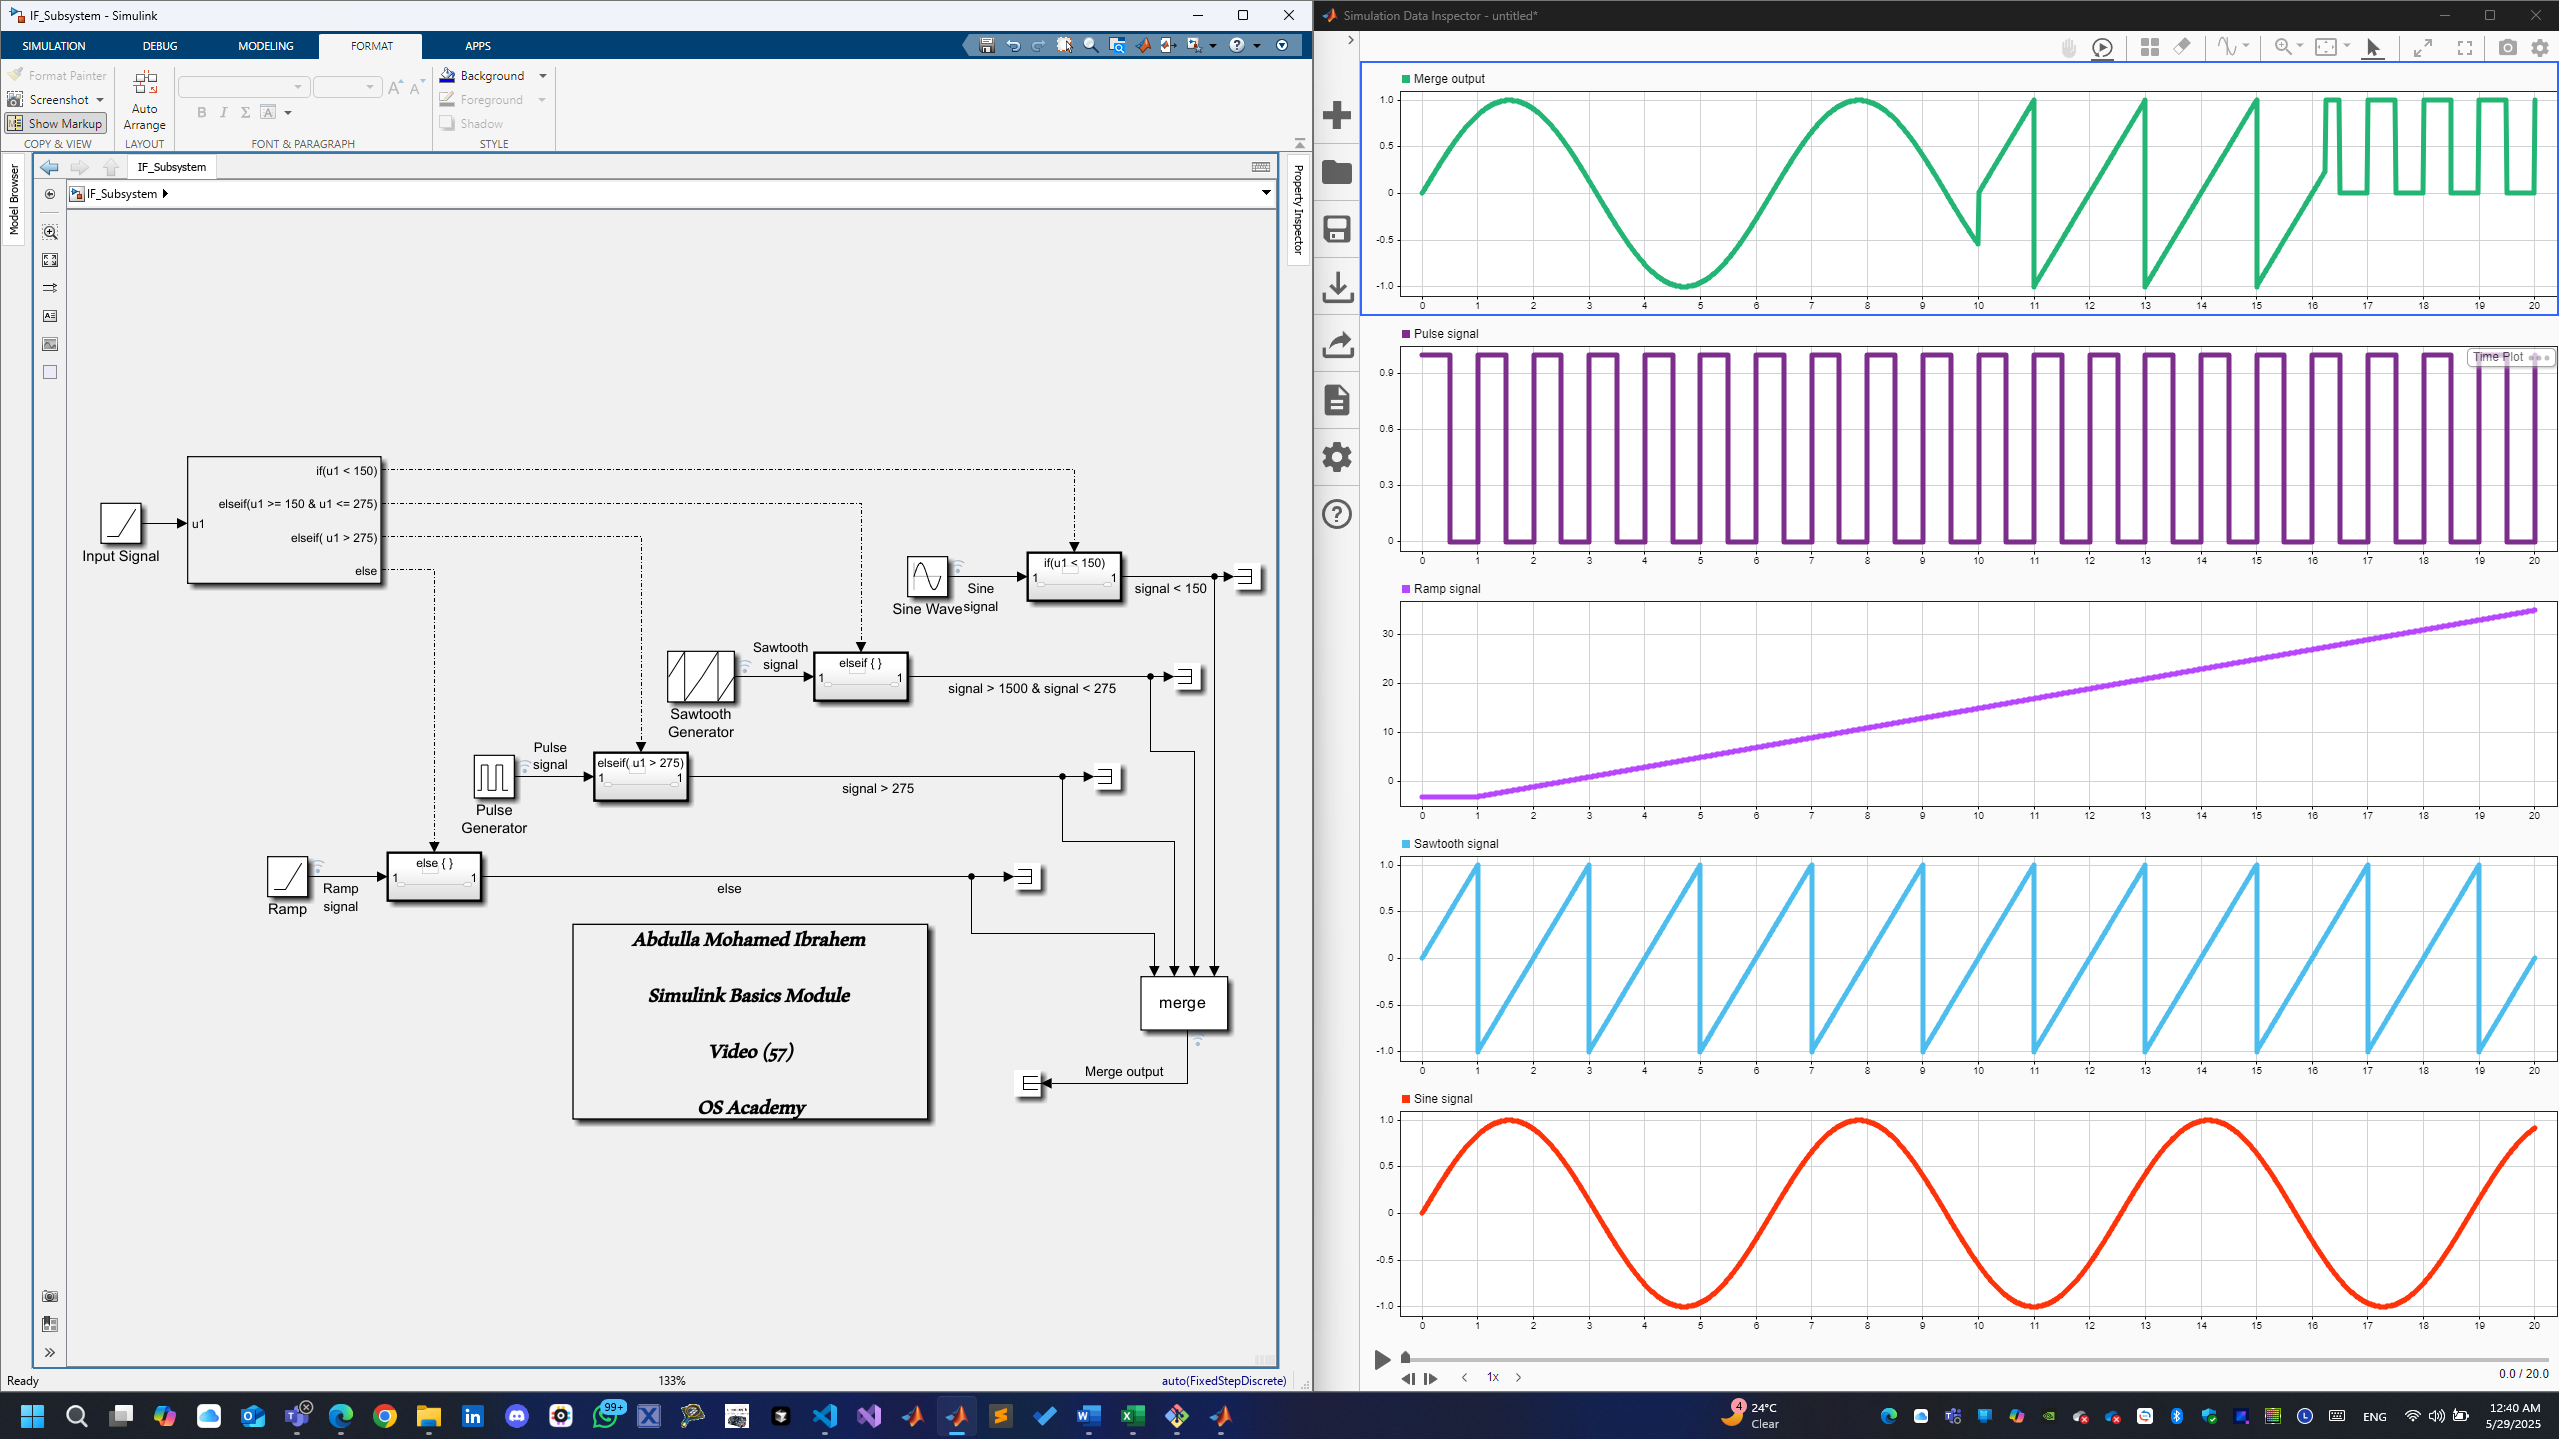 IF_Subsystem - Simulink
SIMULATION DEBUG MODELING FORMAT APPS
Format Painter
Screenshot
Show Markup
COPY & VIEW
Auto
Arrange
LAYOUT
B I Σ A
FONT & PARAGRAPH
Background
Foreground
Shadow
STYLE
Model Browser
IF_Subsystem
IF_Subsystem
Property Inspector
if(u1 < 150)
elseif(u1 >= 150 & u1 <= 275)
u1
elseif( u1 > 275)
else
Input Signal
if(u1 < 150)
1 1
Sine Wave
Sine
signal
signal < 150
Sawtooth
signal
elseif { }
1 1
signal > 1500 & signal < 275
Sawtooth
Generator
Pulse
signal
elseif( u1 > 275)
1 1
signal > 275
Pulse
Generator
else { }
1 1
else
Ramp
Ramp
signal
Abdulla Mohamed Ibrahem
Simulink Basics Module
Video (57)
OS Academy
merge
Merge output
Ready
133%
auto(FixedStepDiscrete)
Simulation Data Inspector - untitled*
Merge output
1.0
0.5
0
-0.5
-1.0
0 1 2 3 4 5 6 7 8 9 10 11 12 13 14 15 16 17 18 19 20
Pulse signal
Time Plot
0.9
0.6
0.3
0
0 1 2 3 4 5 6 7 8 9 10 11 12 13 14 15 16 17 18 19 20
Ramp signal
30
20
10
0
0 1 2 3 4 5 6 7 8 9 10 11 12 13 14 15 16 17 18 19 20
Sawtooth signal
1.0
0.5
0
-0.5
-1.0
0 1 2 3 4 5 6 7 8 9 10 11 12 13 14 15 16 17 18 19 20
Sine signal
1.0
0.5
0
-0.5
-1.0
0 1 2 3 4 5 6 7 8 9 10 11 12 13 14 15 16 17 18 19 20
1x
0.0 / 20.0
99+
4
24°C
Clear
ENG
12:40 AM
5/29/2025